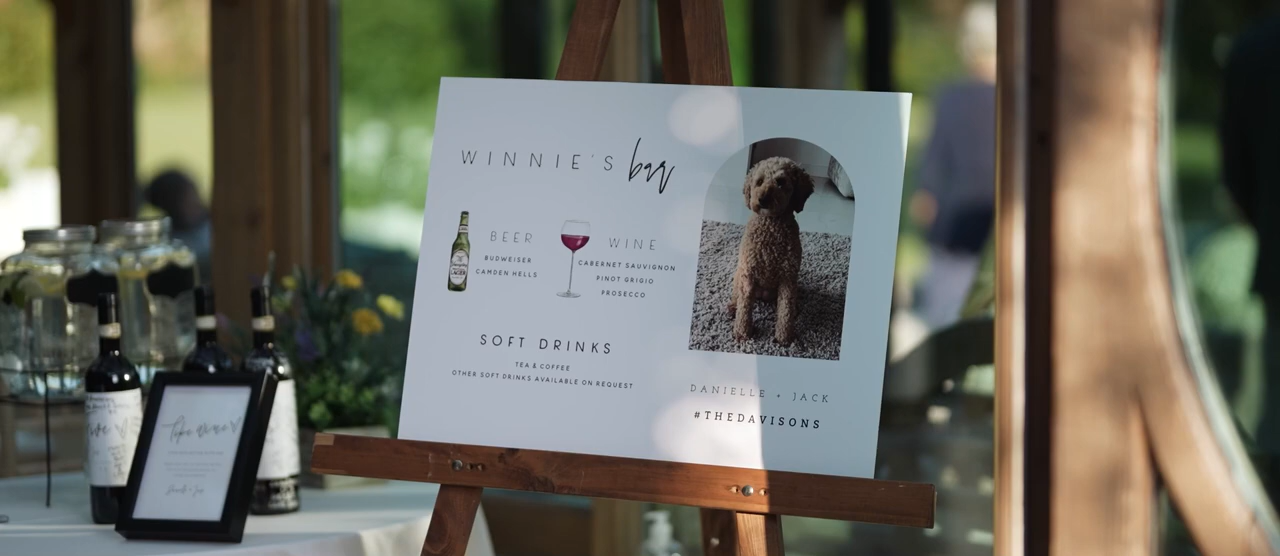 WINNIE'S bar
BEER
BUDWEISER
CAMDEN HELLS
WINE
CABERNET SAUVIGNON
PINOT GRIGIO
PROSECCO
SOFT DRINKS
TEA & COFFEE
OTHER SOFT DRINKS AVAILABLE ON REQUEST
DANIELLE + JACK
#THEDAVISONS
LAGER